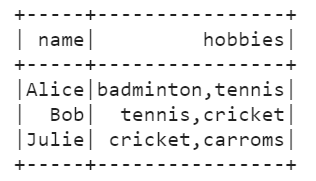 +-----+----------------+
| name|         hobbies|
+-----+----------------+
|Alice|badminton,tennis|
|  Bob|  tennis,cricket|
|Julie| cricket,carroms|
+-----+----------------+